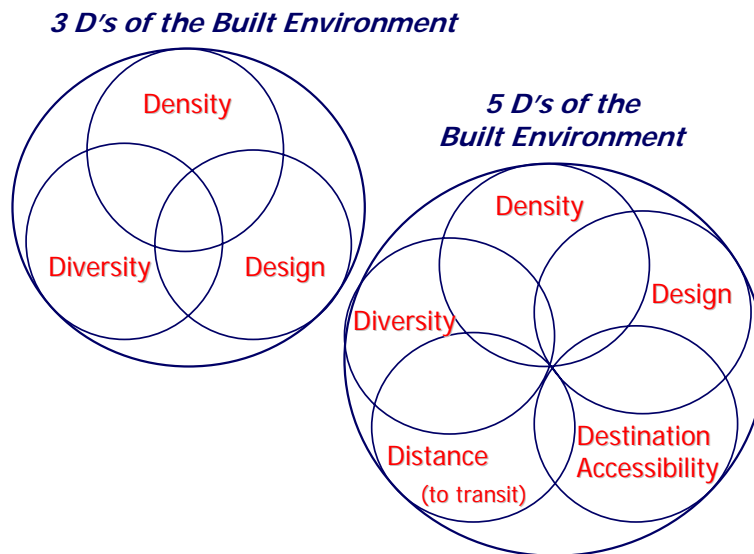 3 D's of the Built Environment
Density
Diversity
Design
5 D's of the
Built Environment
Density
Design
Diversity
Destination
Accessibility
Distance
(to transit)